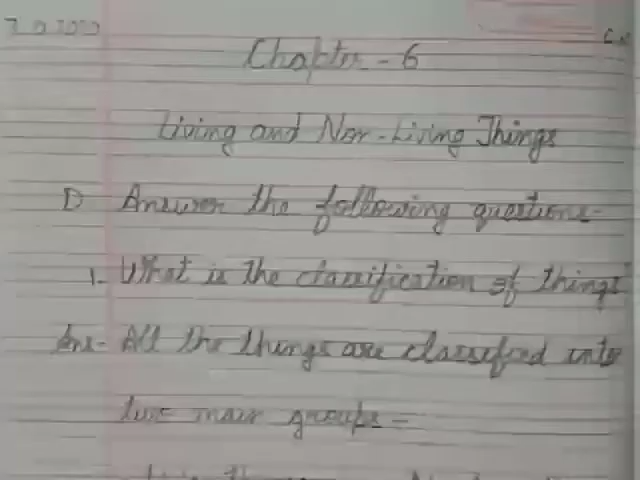 Chapter - 6
Living and Non-Living Things
D Answer the following questions-
1. What is the classification of things
Ans- All the things are classified into
two main groups -